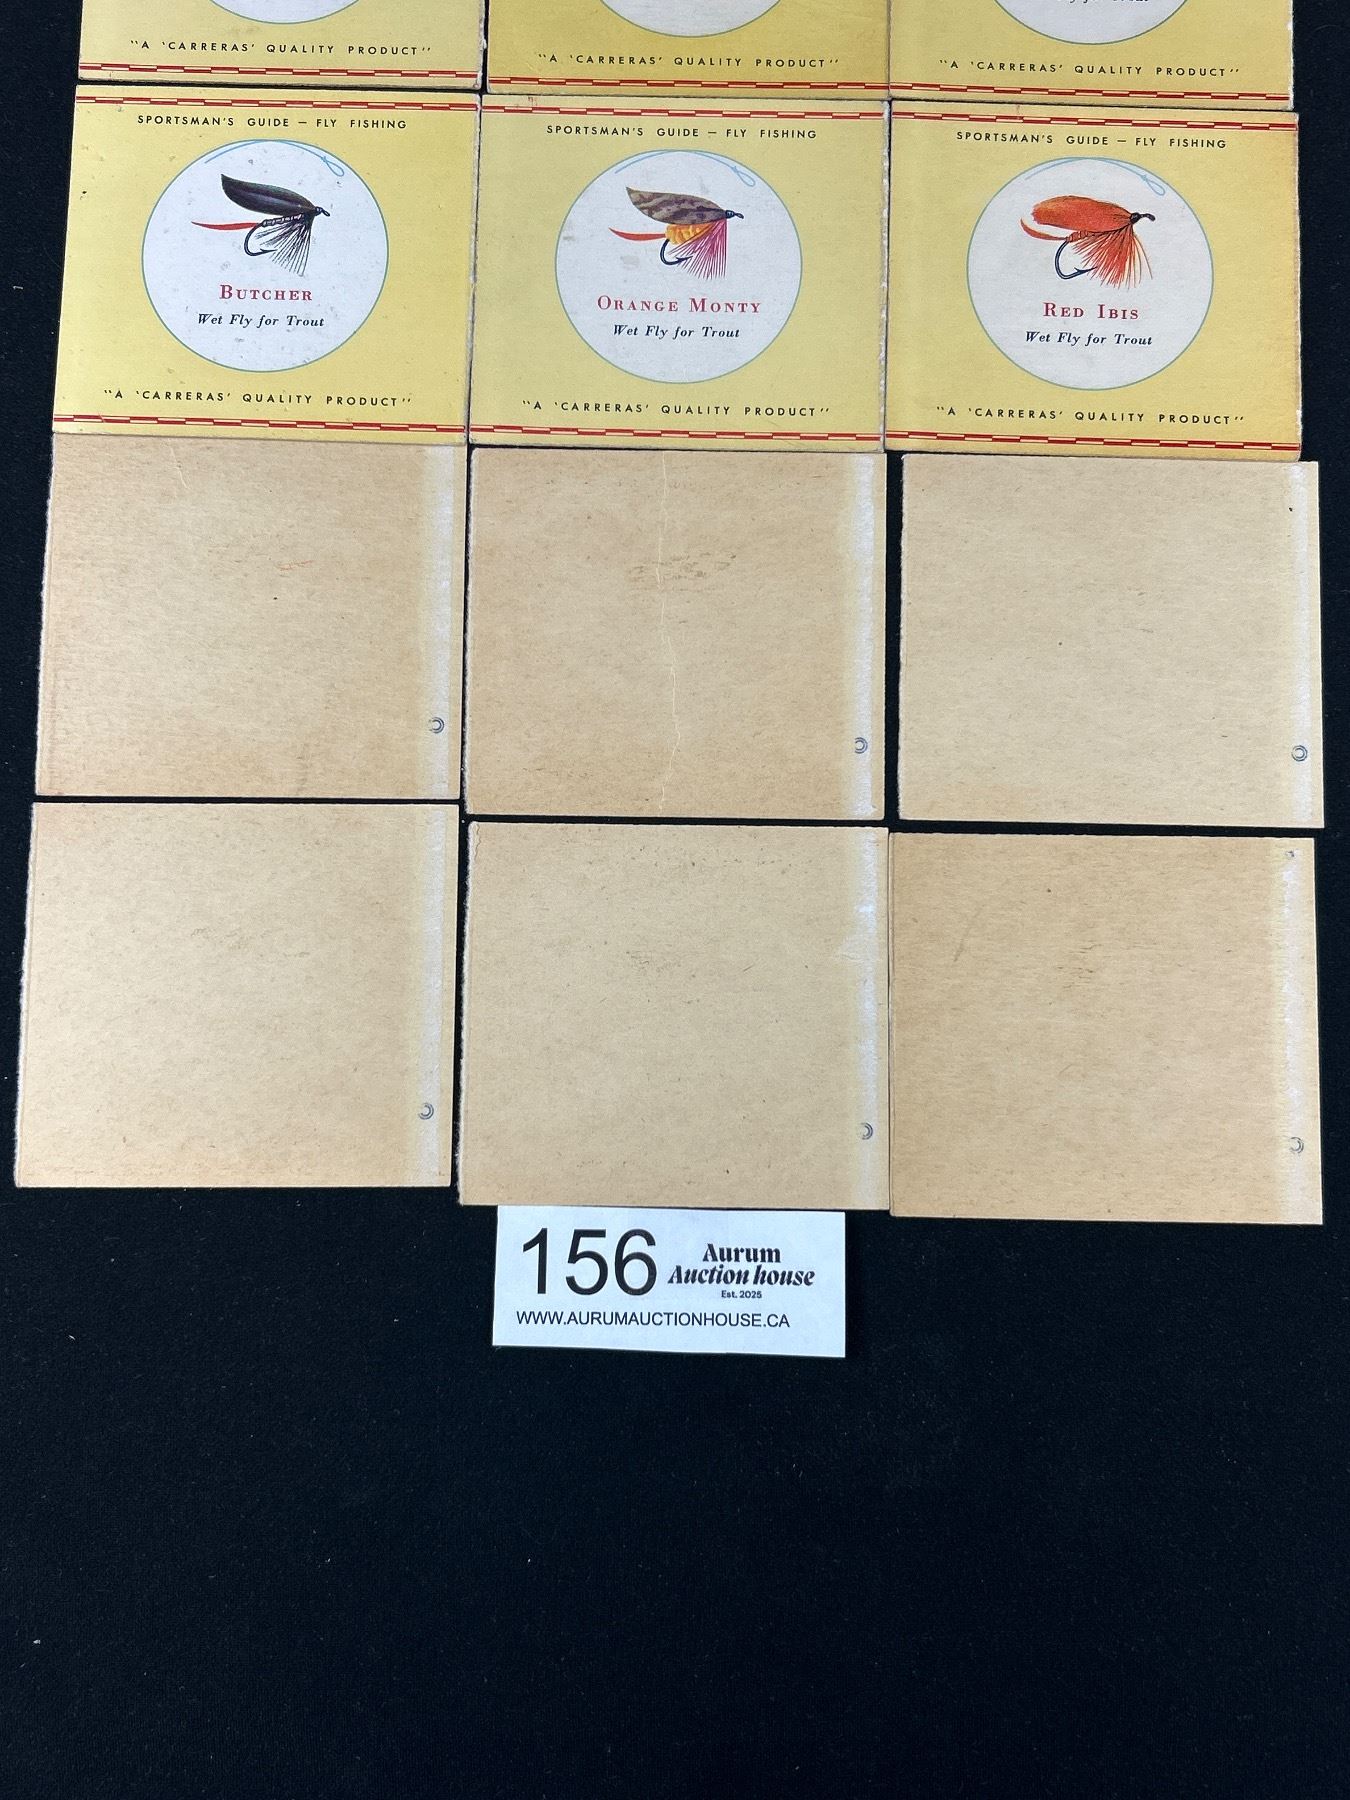 "A 'CARRERAS' QUALITY PRODUCT"
"A 'CARRERAS' QUALITY PRODUCT"
"A 'CARRERAS' QUALITY PRODUCT"
SPORTSMAN'S GUIDE — FLY FISHING
BUTCHER
Wet Fly for Trout
"A 'CARRERAS' QUALITY PRODUCT"
SPORTSMAN'S GUIDE — FLY FISHING
ORANGE MONTY
Wet Fly for Trout
"A 'CARRERAS' QUALITY PRODUCT"
SPORTSMAN'S GUIDE — FLY FISHING
RED IBIS
Wet Fly for Trout
"A 'CARRERAS' QUALITY PRODUCT"
156
Aurum
Auction house
Est. 2025
WWW.AURUMAUCTIONHOUSE.CA